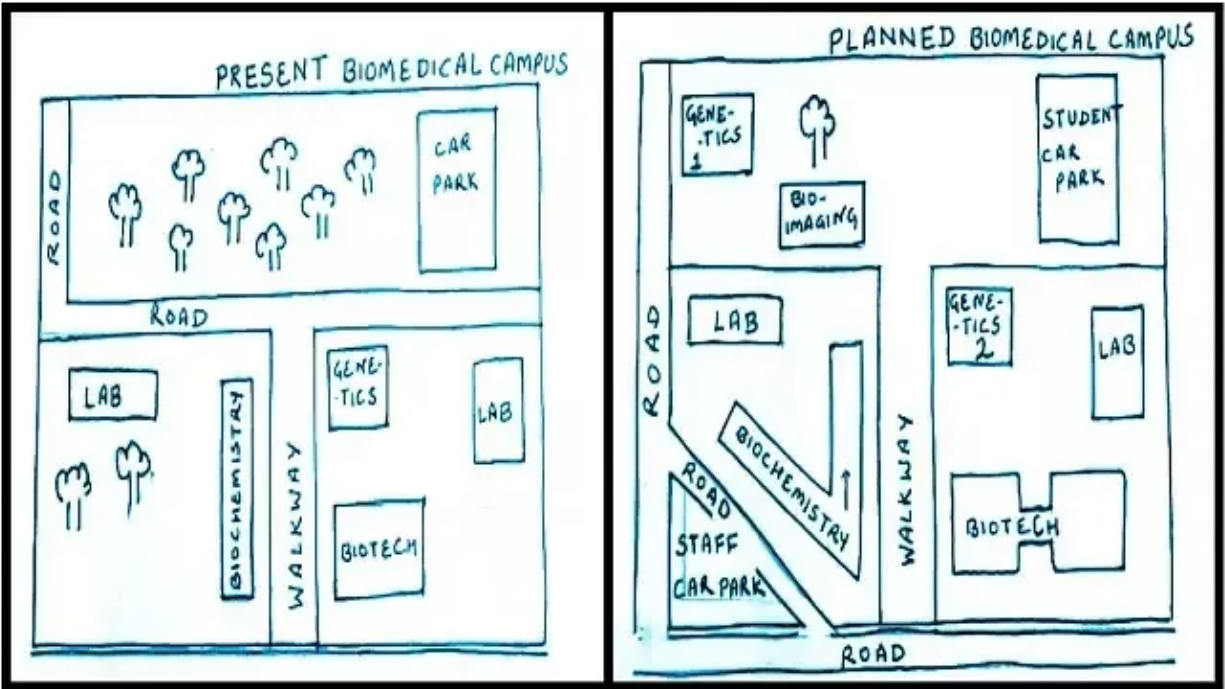 PRESENT BIOMEDICAL CAMPUS
CAR
PARK
ROAD
ROAD
LAB
BIOCHEMISTRY
WALKWAY
GENE-
-TICS
LAB
BIOTECH
PLANNED BIOMEDICAL CAMPUS
GENE-
-TICS
1
BIO-
IMAGING
STUDENT
CAR
PARK
ROAD
LAB
BIOCHEMISTRY
ROAD
STAFF
CAR PARK
WALKWAY
GENE-
-TICS
2
LAB
BIOTECH
ROAD